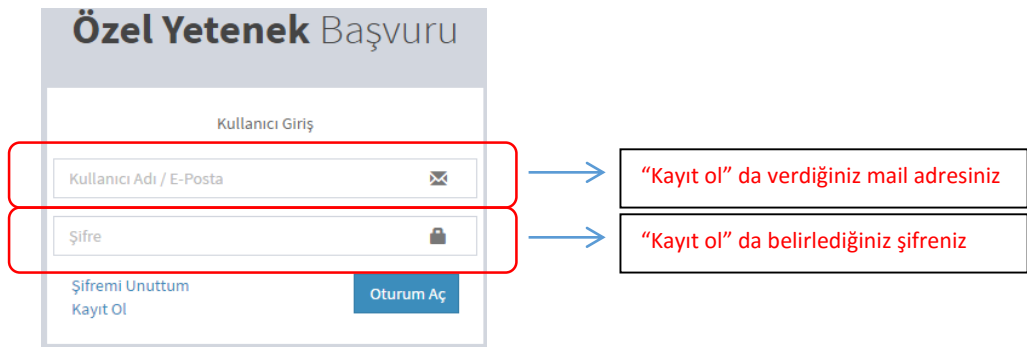 Özel Yetenek Başvuru
Kullanıcı Giriş
Kullanıcı Adı / E-Posta
“Kayıt ol” da verdiğiniz mail adresiniz
Şifre
“Kayıt ol” da belirlediğiniz şifreniz
Şifremi Unuttum
Kayıt Ol
Oturum Aç